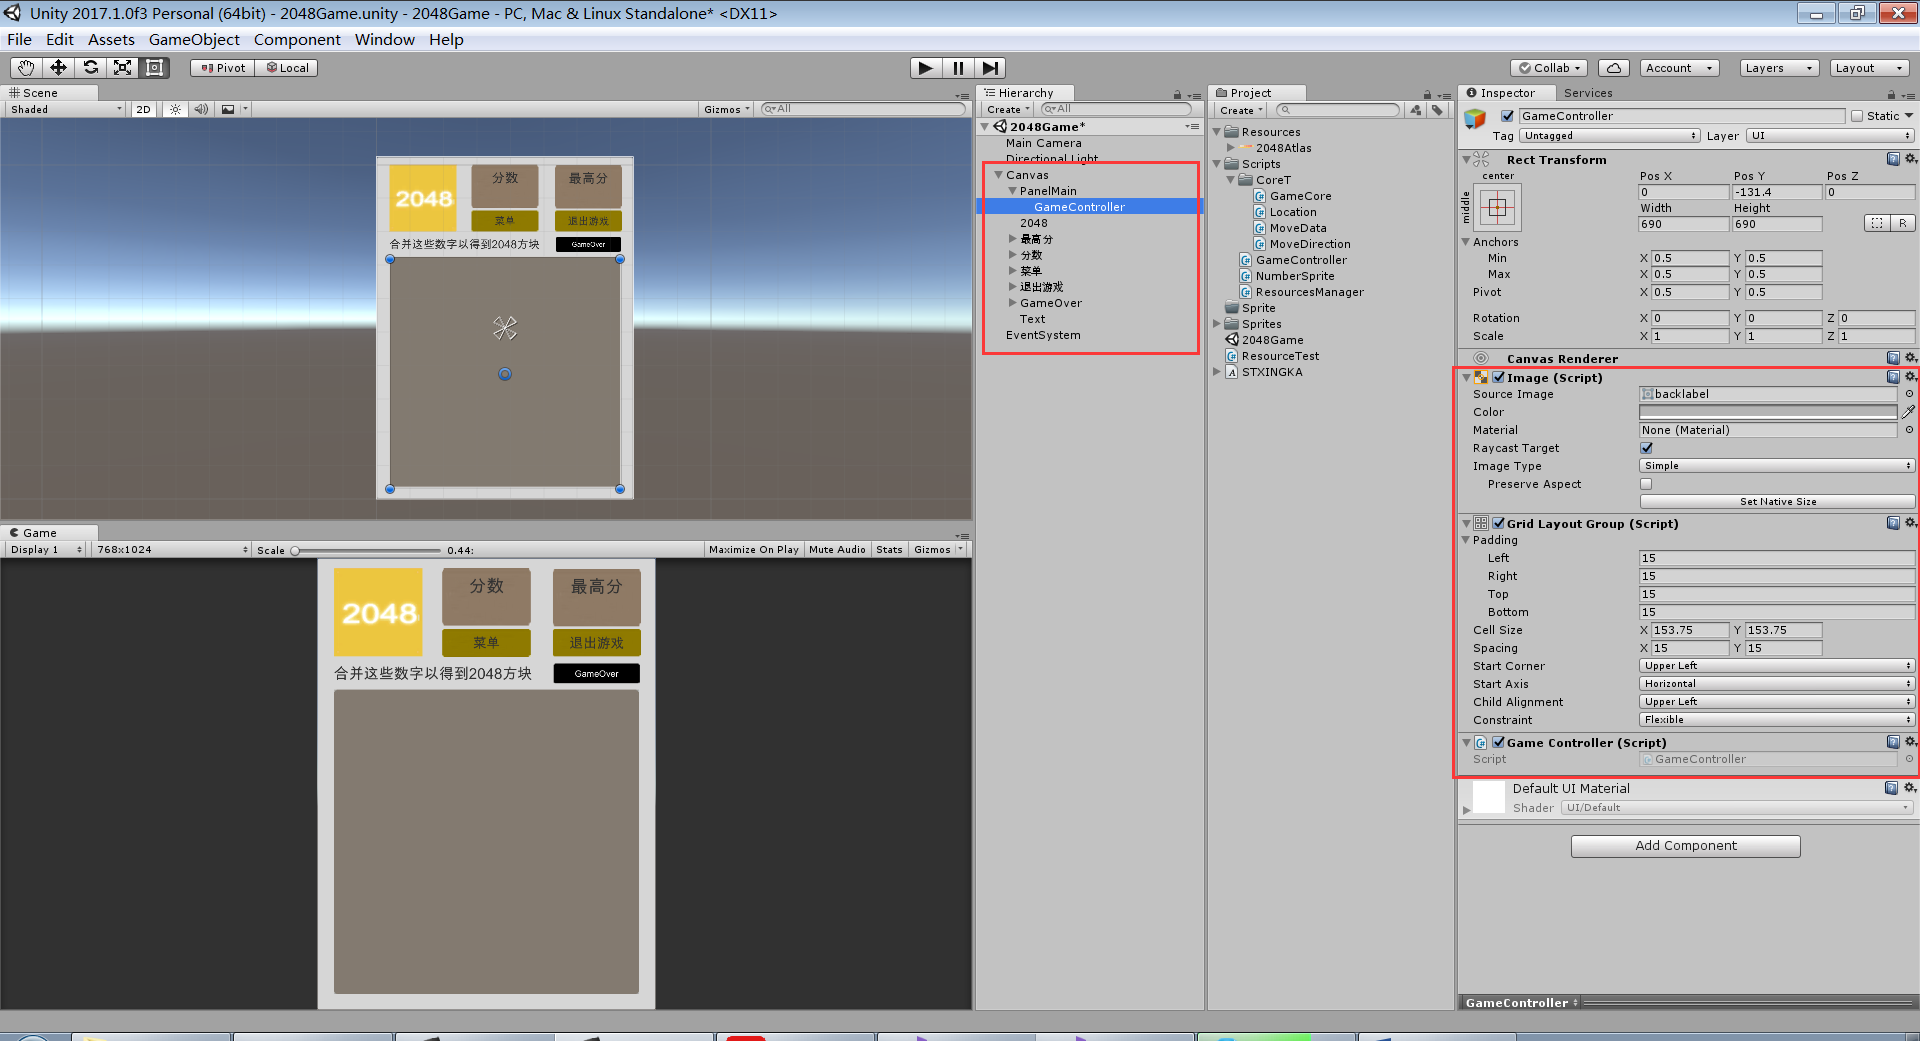 Unity 2017.1.0f3 Personal (64bit) - 2048Game.unity - 2048Game - PC, Mac & Linux Standalone* <DX11>
File Edit Assets GameObject Component Window Help
Pivot Local
Collab Account Layers Layout
Scene
Shaded 2D Gizmos All
2048
分数
最高分
菜单
退出游戏
合并这些数字以得到2048方块
GameOver
Game
Display 1 768x1024 Scale 0.44: Maximize On Play Mute Audio Stats Gizmos
2048
分数
最高分
菜单
退出游戏
合并这些数字以得到2048方块
GameOver
Hierarchy
Create All
2048Game*
Main Camera
Directional Light
Canvas
PanelMain
GameController
2048
最高分
分数
菜单
退出游戏
GameOver
Text
EventSystem
Project
Create
Resources
2048Atlas
Scripts
CoreT
GameCore
Location
MoveData
MoveDirection
GameController
NumberSprite
ResourcesManager
Sprite
Sprites
2048Game
ResourceTest
STXINGKA
Inspector Services
GameController Static
Tag Untagged Layer UI
Rect Transform
center
middle
Pos X Pos Y Pos Z
0 -131.4 0
Width Height
690 690
R
Anchors
Min X 0.5 Y 0.5
Max X 0.5 Y 0.5
Pivot X 0.5 Y 0.5
Rotation X 0 Y 0 Z 0
Scale X 1 Y 1 Z 1
Canvas Renderer
Image (Script)
Source Image backlabel
Color
Material None (Material)
Raycast Target
Image Type Simple
Preserve Aspect
Set Native Size
Grid Layout Group (Script)
Padding
Left 15
Right 15
Top 15
Bottom 15
Cell Size X 153.75 Y 153.75
Spacing X 15 Y 15
Start Corner Upper Left
Start Axis Horizontal
Child Alignment Upper Left
Constraint Flexible
Game Controller (Script)
Script GameController
Default UI Material
Shader UI/Default
Add Component
GameController